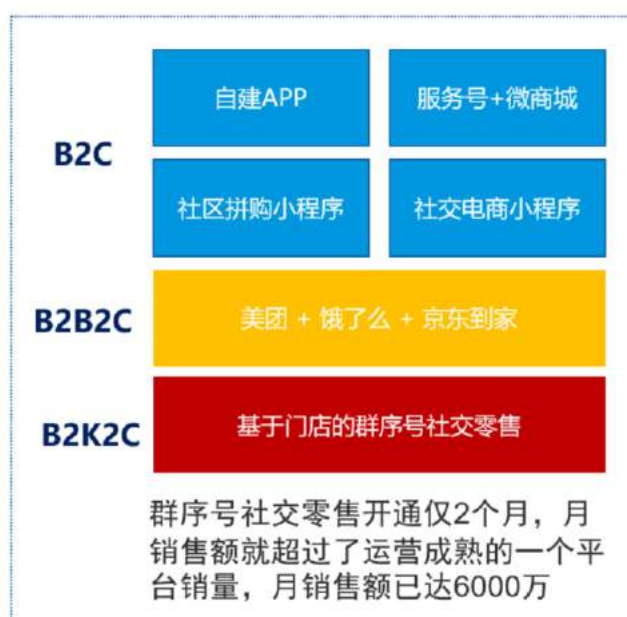 自建APP
服务号+微商城
B2C
社区拼购小程序
社交电商小程序
B2B2C
美团 + 饿了么 + 京东到家
B2K2C
基于门店的群序号社交零售
群序号社交零售开通仅2个月，月
销售额就超过了运营成熟的一个平
台销量，月销售额已达6000万